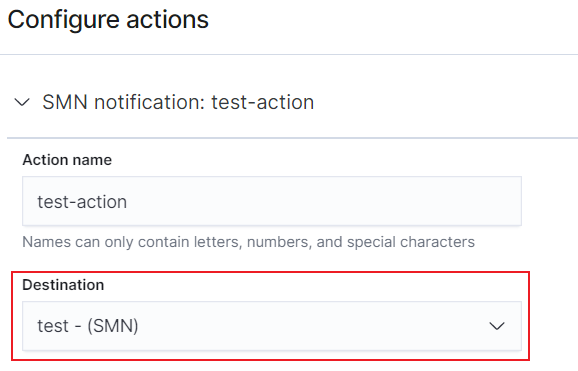 Configure actions
SMN notification: test-action
Action name
test-action
Names can only contain letters, numbers, and special characters
Destination
test - (SMN)